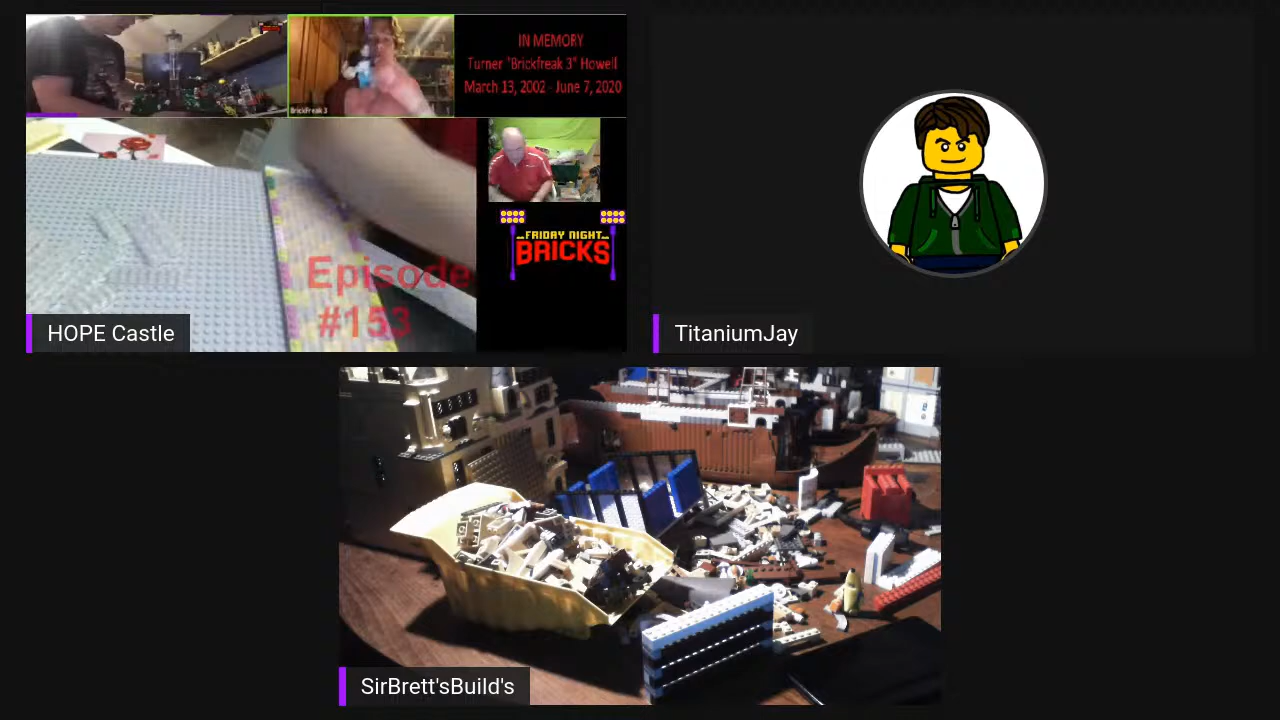 IN MEMORY
Turner "Brickfreak 3" Howell
March 13, 2002 - June 7, 2020
BrickFreak 3
FRIDAY NIGHT
BRICKS
Episode
#153
HOPE Castle
TitaniumJay
SirBrett'sBuild's